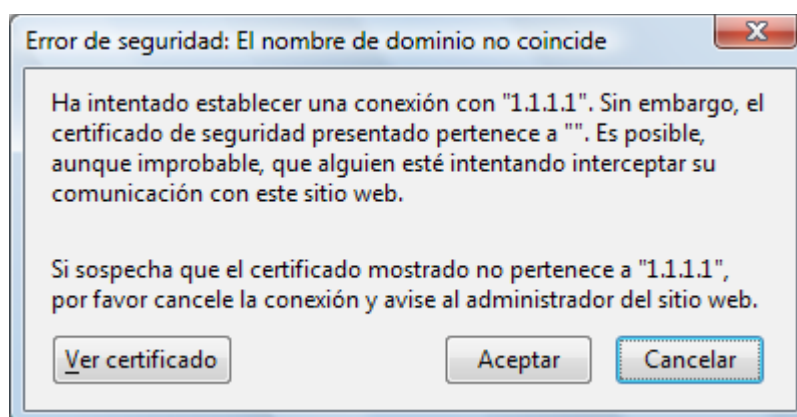 Error de seguridad: El nombre de dominio no coincide
Ha intentado establecer una conexión con "1.1.1.1". Sin embargo, el
certificado de seguridad presentado pertenece a "". Es posible,
aunque improbable, que alguien esté intentando interceptar su
comunicación con este sitio web.
Si sospecha que el certificado mostrado no pertenece a "1.1.1.1",
por favor cancele la conexión y avise al administrador del sitio web.
Ver certificado Aceptar Cancelar